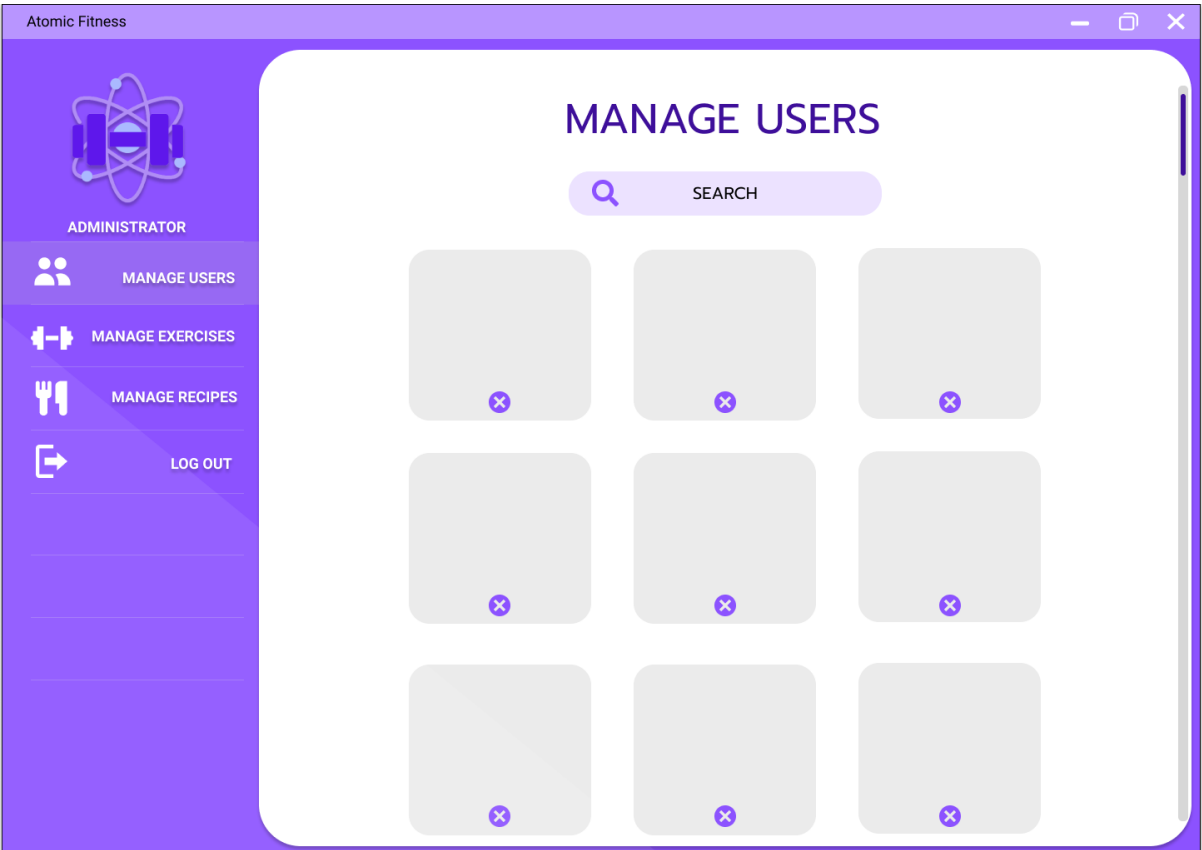 Atomic Fitness
ADMINISTRATOR
MANAGE USERS
MANAGE EXERCISES
MANAGE RECIPES
LOG OUT
MANAGE USERS
SEARCH